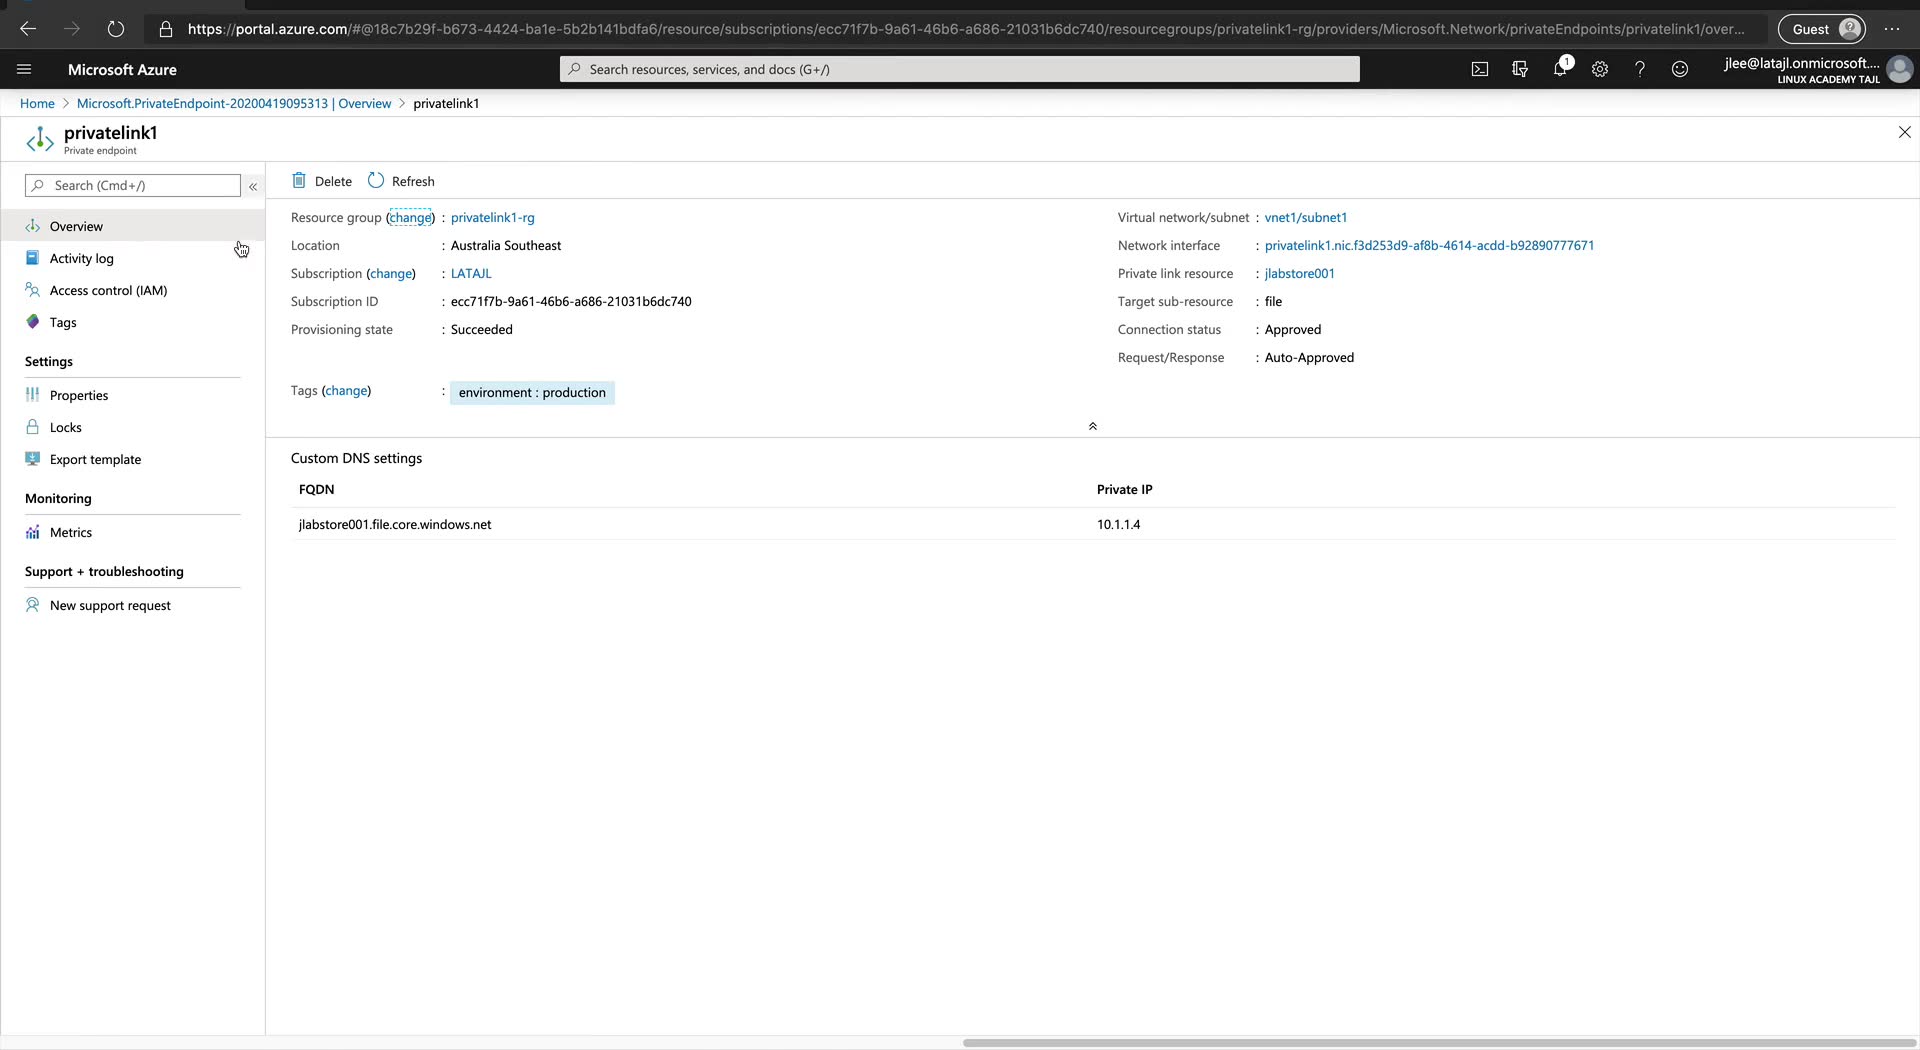 https://portal.azure.com/#@18c7b29f-b673-4424-ba1e-5b2b141bdfa6/resource/subscriptions/ecc71f7b-9a61-46b6-a686-21031b6dc740/resourcegroups/privatelink1-rg/providers/Microsoft.Network/privateEndpoints/privatelink1/over...
Guest
Microsoft Azure
Search resources, services, and docs (G+/)
1
jlee@latajl.onmicrosoft....
LINUX ACADEMY TAJL
Home > Microsoft.PrivateEndpoint-20200419095313 | Overview > privatelink1
privatelink1
Private endpoint
Search (Cmd+/)
Overview
Activity log
Access control (IAM)
Tags
Settings
Properties
Locks
Export template
Monitoring
Metrics
Support + troubleshooting
New support request
Delete
Refresh
Resource group (change) : privatelink1-rg
Location : Australia Southeast
Subscription (change) : LATAJL
Subscription ID : ecc71f7b-9a61-46b6-a686-21031b6dc740
Provisioning state : Succeeded
Virtual network/subnet : vnet1/subnet1
Network interface : privatelink1.nic.f3d253d9-af8b-4614-acdd-b92890777671
Private link resource : jlabstore001
Target sub-resource : file
Connection status : Approved
Request/Response : Auto-Approved
Tags (change) : environment : production
Custom DNS settings
FQDN Private IP
jlabstore001.file.core.windows.net 10.1.1.4